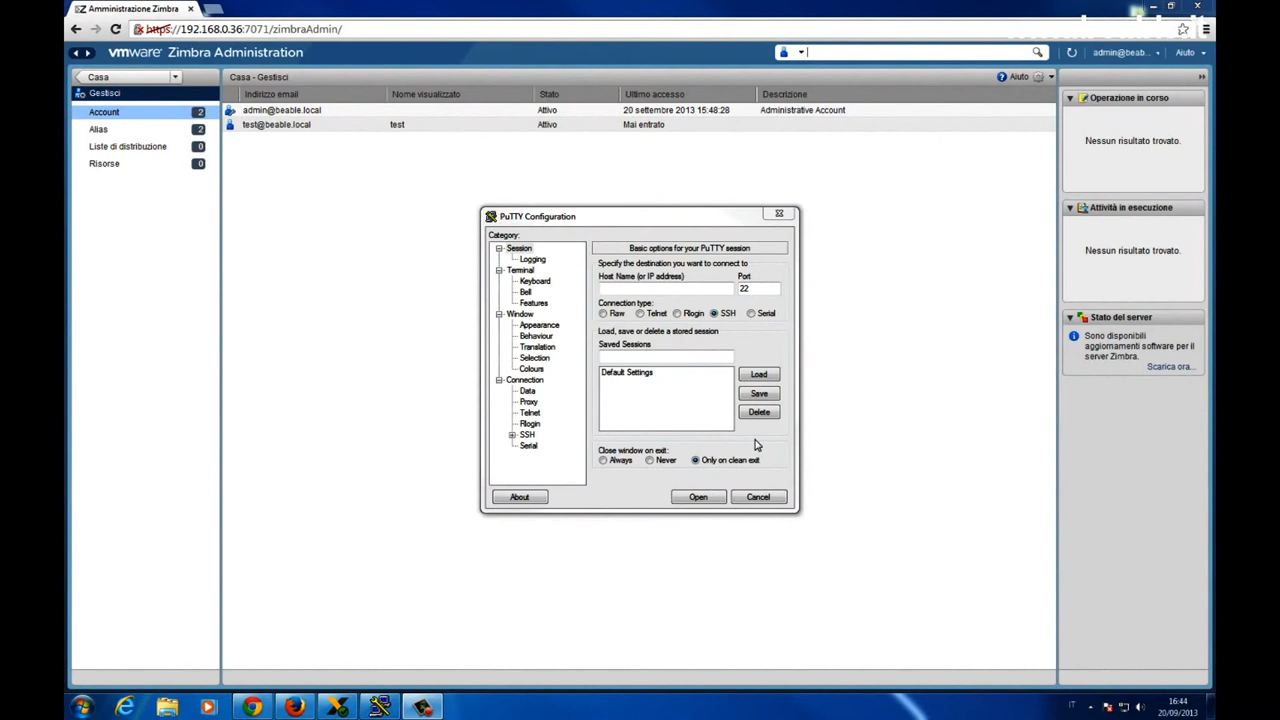 Amministrazione Zimbra
https://192.168.0.36:7071/zimbraAdmin/
vmware Zimbra Administration
admin@beab...
Aiuto
Casa
Casa - Gestisci
Aiuto
Gestisci
Account 2
Alias 2
Liste di distribuzione 0
Risorse 0
Indirizzo email Nome visualizzato Stato Ultimo accesso Descrizione
admin@beable.local Attivo 20 settembre 2013 15:48:28 Administrative Account
test@beable.local test Attivo Mai entrato
Operazione in corso
Nessun risultato trovato.
Attività in esecuzione
Nessun risultato trovato.
Stato del server
Sono disponibili
aggiornamenti software per il
server Zimbra.
Scarica ora...
PuTTY Configuration
Category:
Session
Logging
Terminal
Keyboard
Bell
Features
Window
Appearance
Behaviour
Translation
Selection
Colours
Connection
Data
Proxy
Telnet
Rlogin
SSH
Serial
Basic options for your PuTTY session
Specify the destination you want to connect to
Host Name (or IP address) Port
22
Connection type:
Raw Telnet Rlogin SSH Serial
Load, save or delete a stored session
Saved Sessions
Default Settings
Load
Save
Delete
Close window on exit:
Always Never Only on clean exit
About
Open
Cancel
IT
16:44
20/09/2013